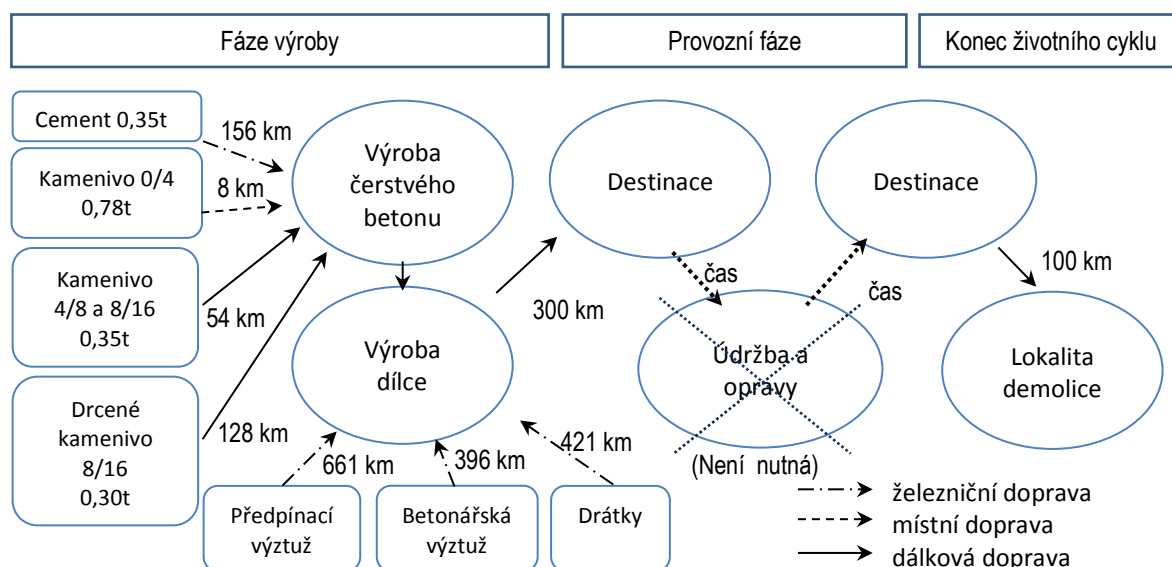 Fáze výroby
Provozní fáze
Konec životního cyklu
Cement 0,35t
156 km
Kamenivo 0/4
0,78t
8 km
Kamenivo
4/8 a 8/16
0,35t
54 km
Drcené
kamenivo
8/16
0,30t
128 km
Výroba
čerstvého
betonu
Výroba
dílce
661 km
396 km
421 km
Předpínací
výztuž
Betonářská
výztuž
Drátky
300 km
Destinace
čas
Údržba a
opravy
(Není nutná)
čas
Destinace
100 km
Lokalita
demolice
železniční doprava
místní doprava
dálková doprava